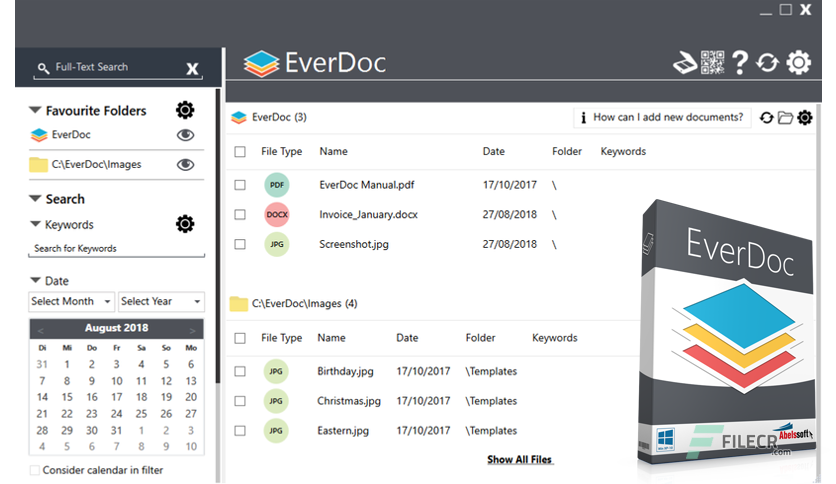 X
Full-Text Search X
EverDoc
?
Favourite Folders
EverDoc
C:\EverDoc\Images
Search
Keywords
Search for Keywords
Date
Select Month Select Year
< August 2018 >
Di Mi Do Fr Sa So Mo
31 1 2 3 4 5 6
7 8 9 10 11 12 13
14 15 16 17 18 19 20
21 22 23 24 25 26 27
28 29 30 31 1 2 3
4 5 6 7 8 9 10
Consider calendar in filter
EverDoc (3)
i How can I add new documents?
File Type Name Date Folder Keywords
PDF EverDoc Manual.pdf 17/10/2017 \
DOCX Invoice_January.docx 27/08/2018 \
JPG Screenshot.jpg 27/08/2018 \
C:\EverDoc\Images (4)
File Type Name Date Folder Keywords
JPG Birthday.jpg 17/10/2017 \Templates
JPG Christmas.jpg 17/10/2017 \Templates
JPG Eastern.jpg 17/10/2017 \Templates
Show All Files
EverDoc
FILECR
.com
Abelssoft